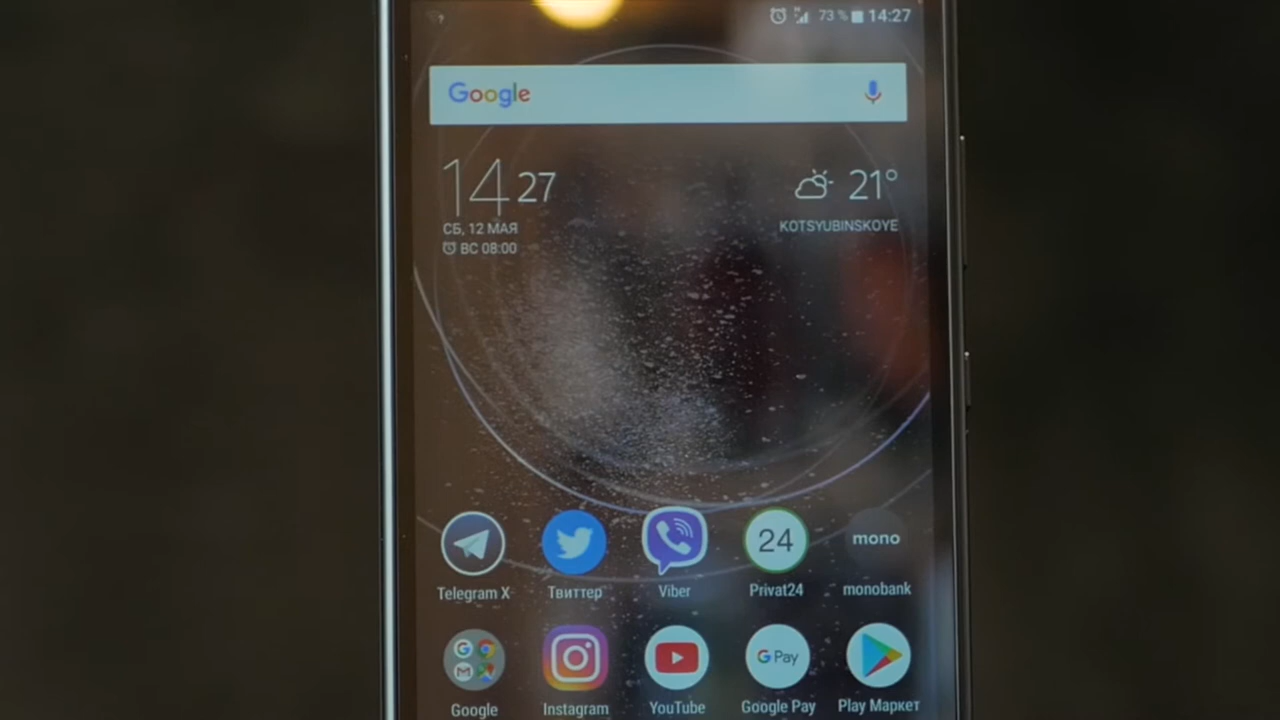 73 % 14:27
Google
14 27
21°
СБ, 12 МАЯ
KOTSYUBINSKOYE
ВС 08:00
24
mono
Telegram X
Твиттер
Viber
Privat24
monobank
G Pay
Google
Instagram
YouTube
Google Pay
Play Маркет